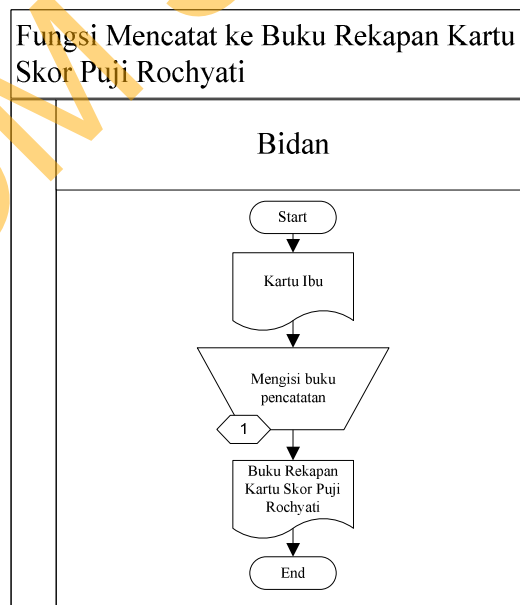 Fungsi Mencatat ke Buku Rekapan Kartu
Skor Puji Rochyati
Bidan
Start
Kartu Ibu
Mengisi buku
pencatatan
1
Buku Rekapan
Kartu Skor Puji
Rochyati
End